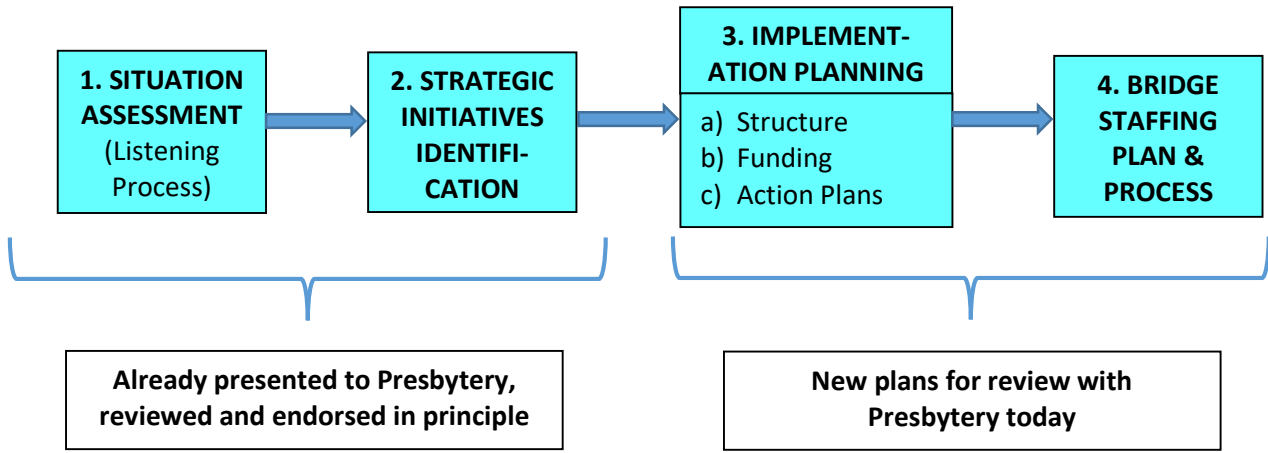 1. SITUATION
ASSESSMENT
(Listening
Process)
2. STRATEGIC
INITIATIVES
IDENTIFI-
CATION
3. IMPLEMENT-
ATION PLANNING
a) Structure
b) Funding
c) Action Plans
4. BRIDGE
STAFFING
PLAN &
PROCESS
Already presented to Presbytery,
reviewed and endorsed in principle
New plans for review with
Presbytery today